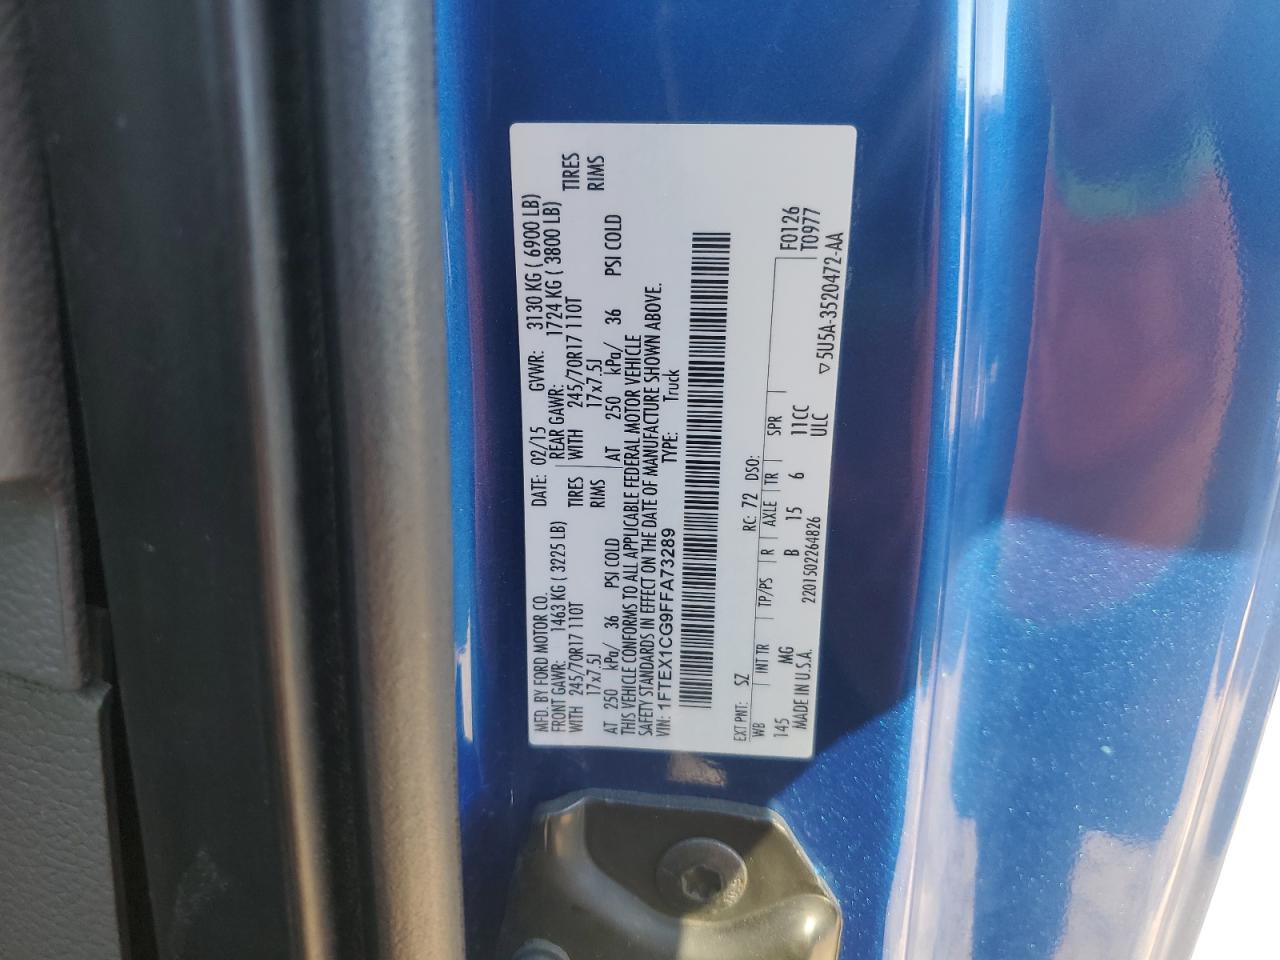 MFD. BY FORD MOTOR CO. DATE: 02/15 GVWR: 3130 KG ( 6900 LB)
FRONT GAWR: 1463 KG ( 3225 LB) REAR GAWR: 1724 KG ( 3800 LB)
WITH 245/70R17 110T TIRES WITH 245/70R17 110T TIRES
17x7.5J RIMS 17x7.5J RIMS
AT 250 kPa/ 36 PSI COLD AT 250 kPa/ 36 PSI COLD
THIS VEHICLE CONFORMS TO ALL APPLICABLE FEDERAL MOTOR VEHICLE
SAFETY STANDARDS IN EFFECT ON THE DATE OF MANUFACTURE SHOWN ABOVE.
VIN: 1FTEX1CG9FFA73289 TYPE: Truck
EXT PNT: SZ RC: 72 DSO: F0126
WB INT TR TP/PS R AXLE TR SPR T0977
145 MG B 15 6 11CC
MADE IN U.S.A. 2201502264826 ULC ▽5U5A-3520472-AA